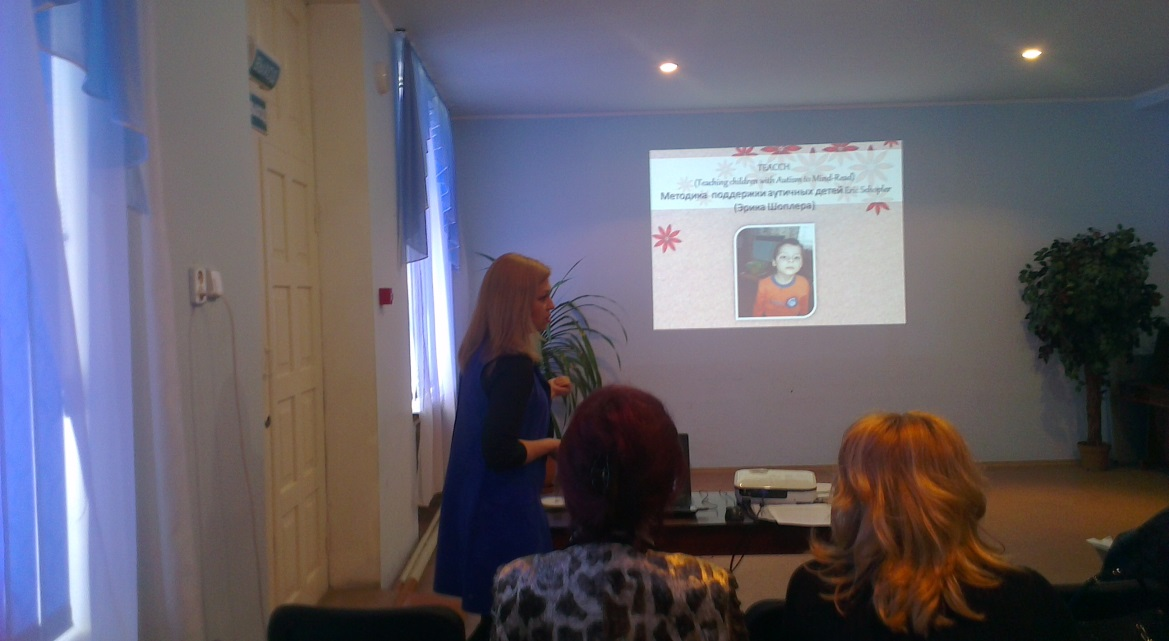 TEACCH
(Teaching children with Autism to Mind-Read)
Методика поддержки аутичных детей Eric Schopler
(Эрика Шоплера)